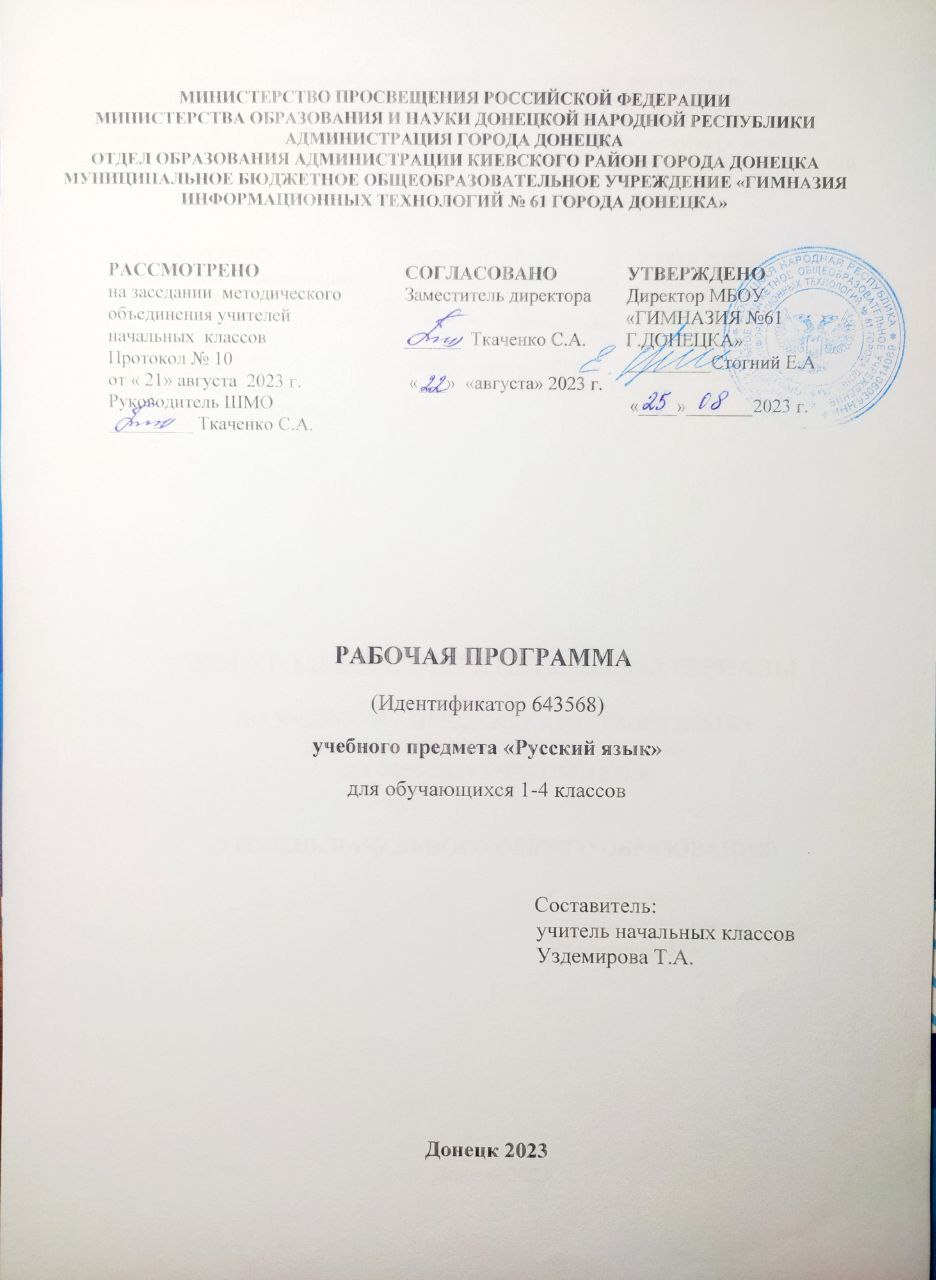 МИНИСТЕРСТВО ПРОСВЕЩЕНИЯ РОССИЙСКОЙ ФЕДЕРАЦИИ
МИНИСТЕРСТВА ОБРАЗОВАНИЯ И НАУКИ ДОНЕЦКОЙ НАРОДНОЙ РЕСПУБЛИКИ
АДМИНИСТРАЦИЯ ГОРОДА ДОНЕЦКА
ОТДЕЛ ОБРАЗОВАНИЯ АДМИНИСТРАЦИИ КИЕВСКОГО РАЙОН ГОРОДА ДОНЕЦКА
МУНИЦИПАЛЬНОЕ БЮДЖЕТНОЕ ОБЩЕОБРАЗОВАТЕЛЬНОЕ УЧРЕЖДЕНИЕ «ГИМНАЗИЯ
ИНФОРМАЦИОННЫХ ТЕХНОЛОГИЙ № 61 ГОРОДА ДОНЕЦКА»
РАССМОТРЕНО
на заседании методического
объединения учителей
начальных классов
Протокол № 10
от « 21» августа 2023 г.
Руководитель ШМО
Ткаченко С.А.
СОГЛАСОВАНО
Заместитель директора
Ткаченко С.А.
«22» «августа» 2023 г.
УТВЕРЖДЕНО
Директор МБОУ
«ГИМНАЗИЯ №61
Г.ДОНЕЦКА»
Стогний Е.А
«25» 08 2023 г.
РАБОЧАЯ ПРОГРАММА
(Идентификатор 643568)
учебного предмета «Русский язык»
для обучающихся 1-4 классов
Составитель:
учитель начальных классов
Уздемирова Т.А.
Донецк 2023